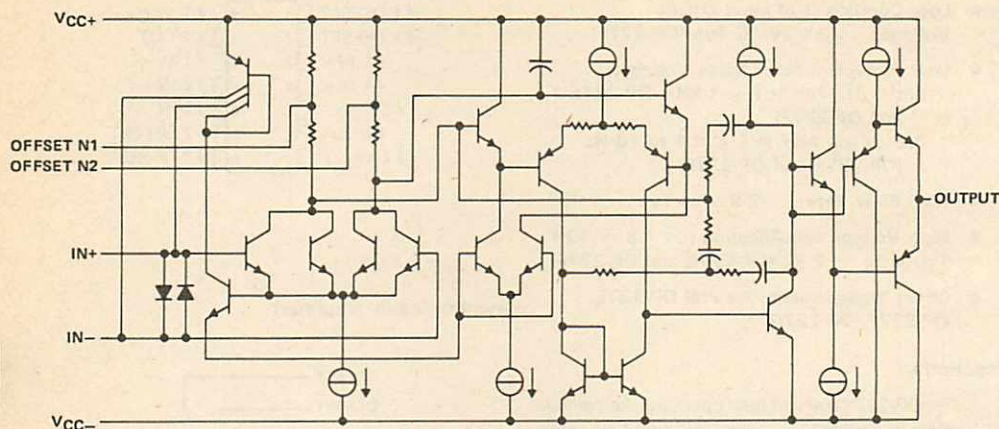 VCC+
OFFSET N1
OFFSET N2
OUTPUT
IN+
IN−
VCC−